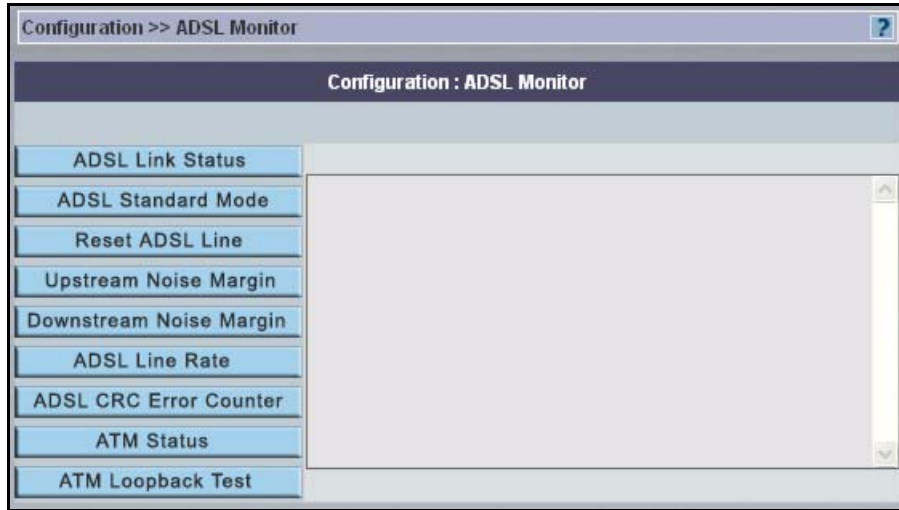 Configuration >> ADSL Monitor
?
Configuration : ADSL Monitor
ADSL Link Status
ADSL Standard Mode
Reset ADSL Line
Upstream Noise Margin
Downstream Noise Margin
ADSL Line Rate
ADSL CRC Error Counter
ATM Status
ATM Loopback Test